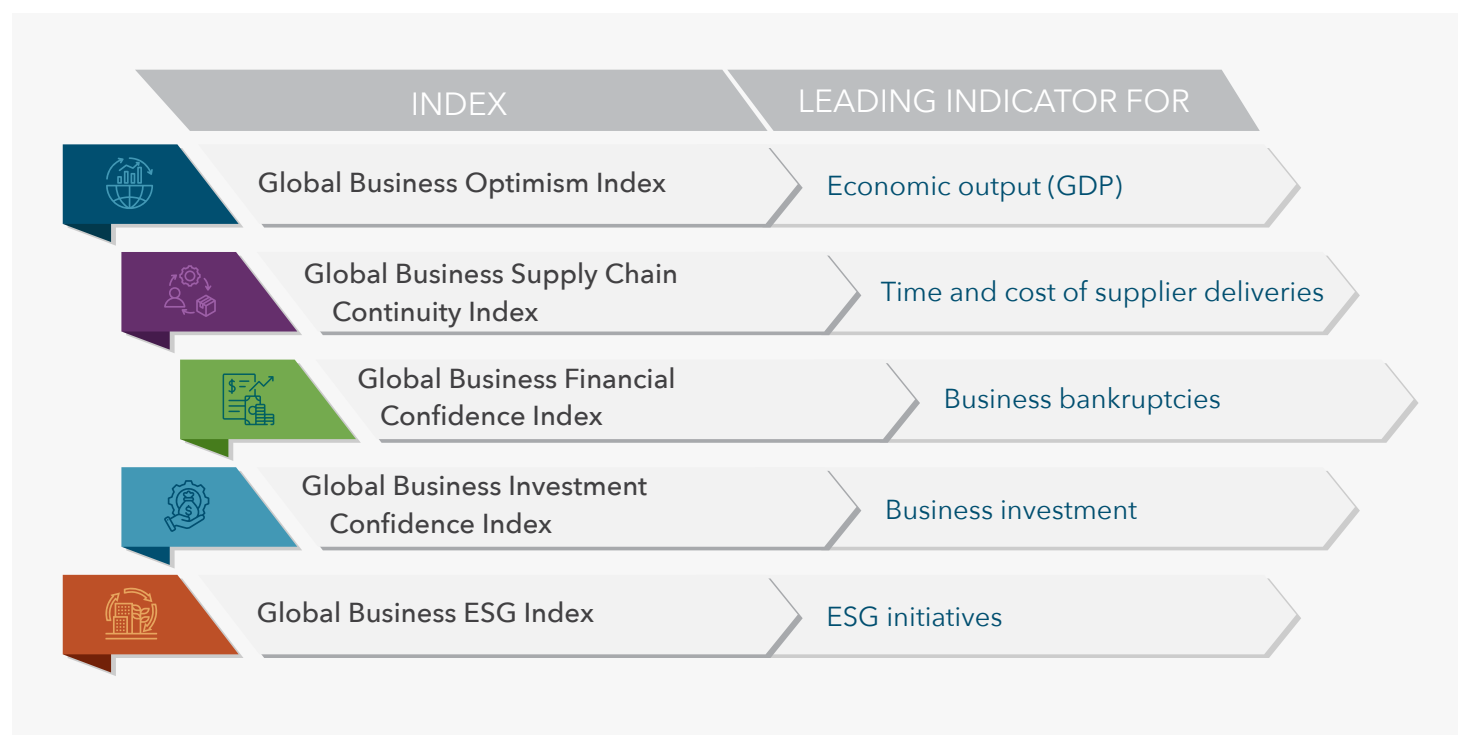 INDEX
LEADING INDICATOR FOR
Global Business Optimism Index
Economic output (GDP)
Global Business Supply Chain
Continuity Index
Time and cost of supplier deliveries
Global Business Financial
Confidence Index
Business bankruptcies
Global Business Investment
Confidence Index
Business investment
Global Business ESG Index
ESG initiatives